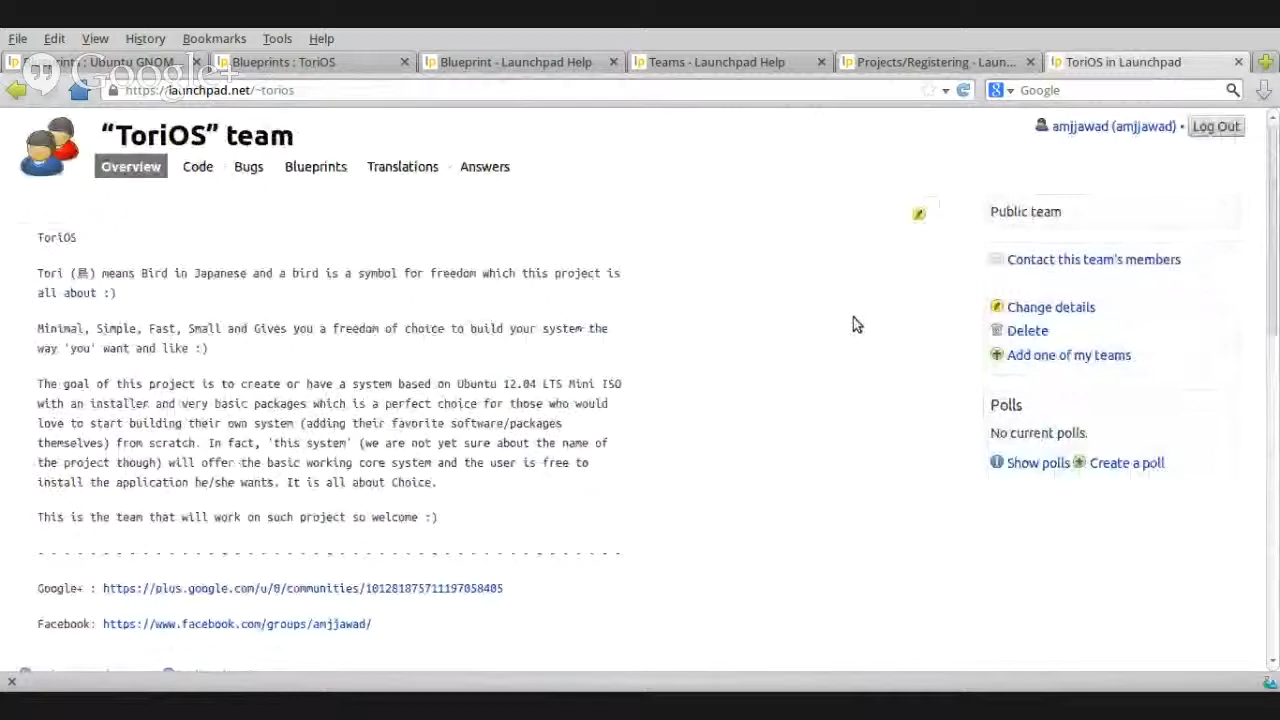 File Edit View History Bookmarks Tools Help
: Ubuntu GNOM... Blueprints : ToriOS Blueprint - Launchpad Help Teams - Launchpad Help Projects/Registering - Laun... ToriOS in Launchpad
Google+
https://launchpad.net/~torios Google
“ToriOS” team
amjjawad (amjjawad) • Log Out
Overview Code Bugs Blueprints Translations Answers
Public team
ToriOS
Contact this team's members
Tori (鳥) means Bird in Japanese and a bird is a symbol for freedom which this project is
all about :)
Change details
Minimal, Simple, Fast, Small and Gives you a freedom of choice to build your system the
way 'you' want and like :)
Delete
Add one of my teams
The goal of this project is to create or have a system based on Ubuntu 12.04 LTS Mini ISO
with an installer and very basic packages which is a perfect choice for those who would
love to start building their own system (adding their favorite software/packages
themselves) from scratch. In fact, 'this system' (we are not yet sure about the name of
the project though) will offer the basic working core system and the user is free to
install the application he/she wants. It is all about Choice.
Polls
No current polls.
Show polls Create a poll
This is the team that will work on such project so welcome :)
- - - - - - - - - - - - - - - - - - - - - - - - - - - - - - - - - - - - - - - - - - - - -
Google+ : https://plus.google.com/u/0/communities/101281875711197058405
Facebook: https://www.facebook.com/groups/amjjawad/